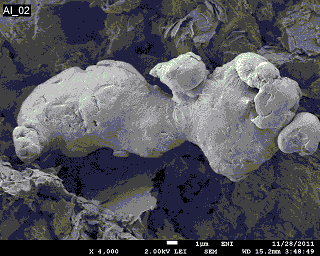 Al_02
1µm ENI 11/28/2011
X 4,000 2.00kV LEI SEM WD 15.2mm 3:48:49